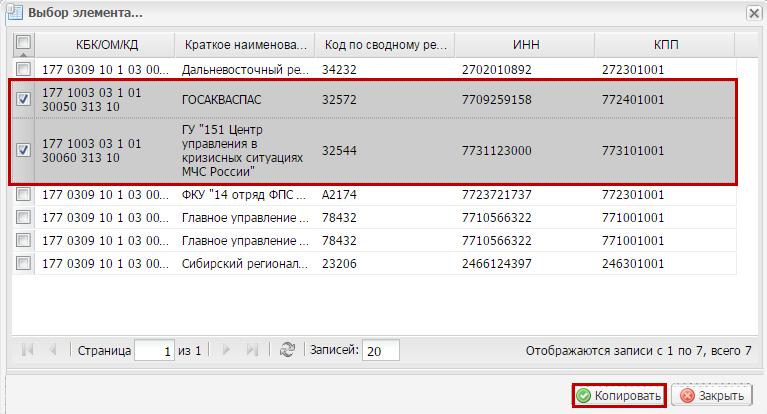 Выбор элемента...
КБК/ОМ/КД Краткое наименова... Код по сводному ре... ИНН КПП
177 0309 10 1 03 00... Дальневосточный ре... 34232 2702010892 272301001
177 1003 03 1 01 30050 313 10 ГОСАКВАСПАС 32572 7709259158 772401001
177 1003 03 1 01 30060 313 10 ГУ "151 Центр управления в кризисных ситуациях МЧС России" 32544 7731123000 773101001
177 0309 10 1 03 00... ФКУ "14 отряд ФПС ... A2174 7723721737 772301001
177 0309 10 1 03 00... Главное управление ... 78432 7710566322 771001001
177 0309 10 1 03 00... Главное управление ... 78432 7710566322 771001001
177 0309 10 1 03 00... Сибирский регионал... 23206 2466124397 246301001
Страница 1 из 1 Записей: 20 Отображаются записи с 1 по 7, всего 7
Копировать Закрыть